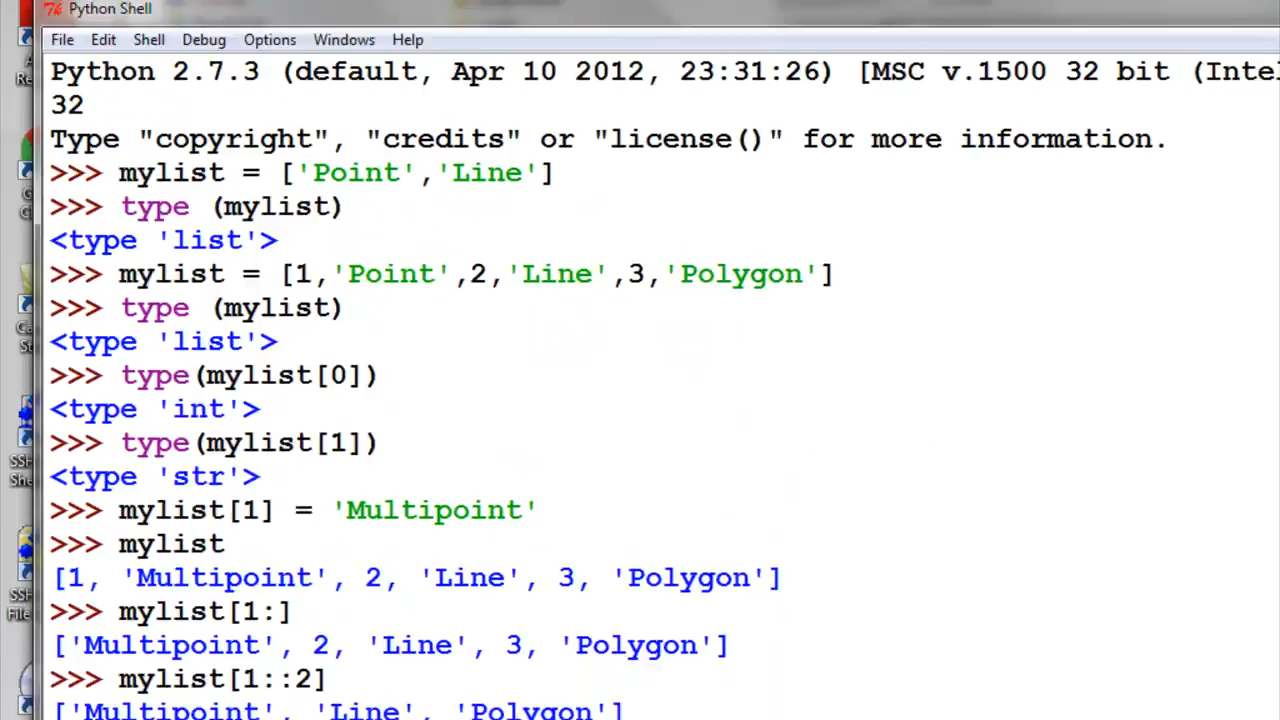 Python Shell
File Edit Shell Debug Options Windows Help
Python 2.7.3 (default, Apr 10 2012, 23:31:26) [MSC v.1500 32 bit (Intel
32
Type "copyright", "credits" or "license()" for more information.
>>> mylist = ['Point','Line']
>>> type (mylist)
<type 'list'>
>>> mylist = [1,'Point',2,'Line',3,'Polygon']
>>> type (mylist)
<type 'list'>
>>> type(mylist[0])
<type 'int'>
>>> type(mylist[1])
<type 'str'>
>>> mylist[1] = 'Multipoint'
>>> mylist
[1, 'Multipoint', 2, 'Line', 3, 'Polygon']
>>> mylist[1:]
['Multipoint', 2, 'Line', 3, 'Polygon']
>>> mylist[1::2]
['Multipoint', 'Line', 'Polygon']